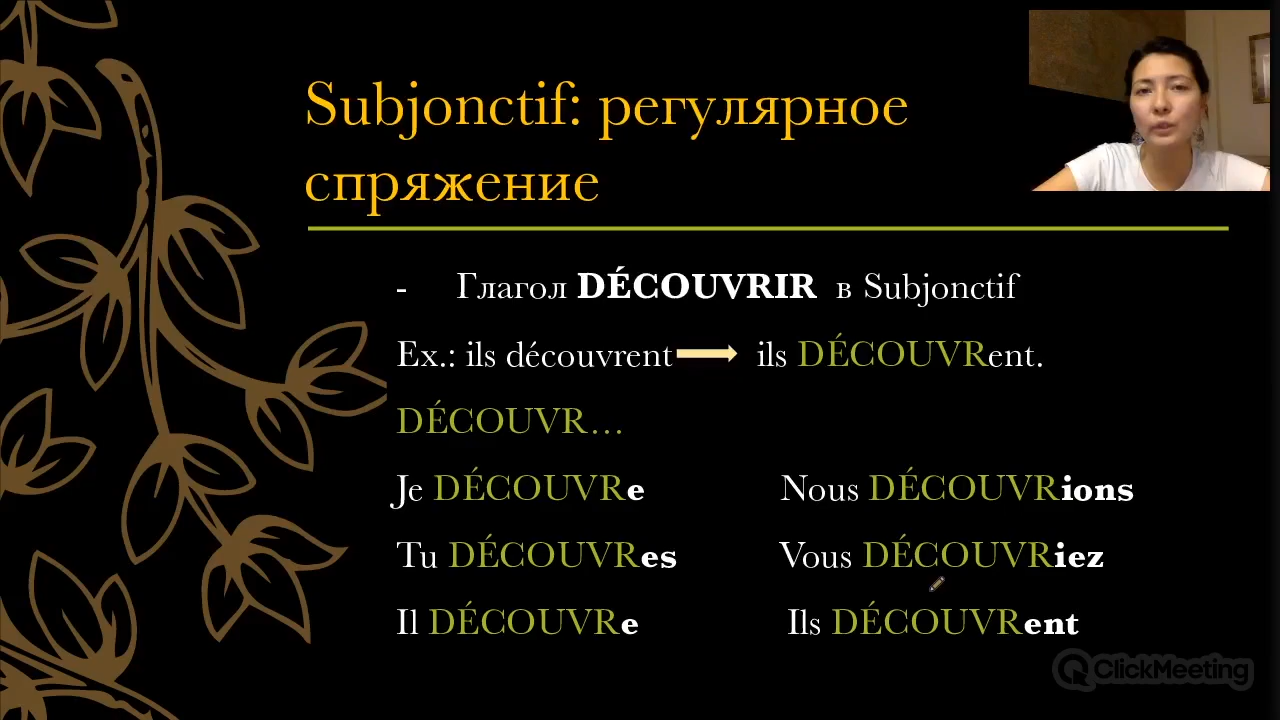 Subjonctif: регулярное
спряжение
- Глагол DÉCOUVRIR в Subjonctif
Ex.: ils découvrent ils DÉCOUVRent.
DÉCOUVR...
Je DÉCOUVRe Nous DÉCOUVRions
Tu DÉCOUVRes Vous DÉCOUVRiez
Il DÉCOUVRe Ils DÉCOUVRent
ClickMeeting